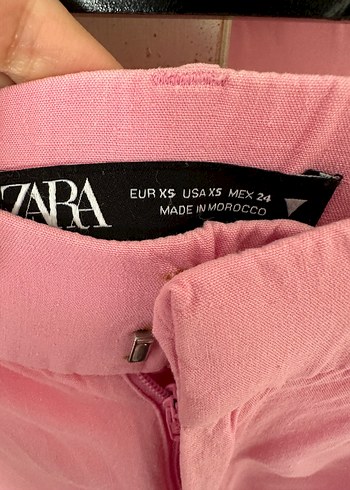 ZARA
EUR XS USA XS MEX 24
MADE IN MOROCCO